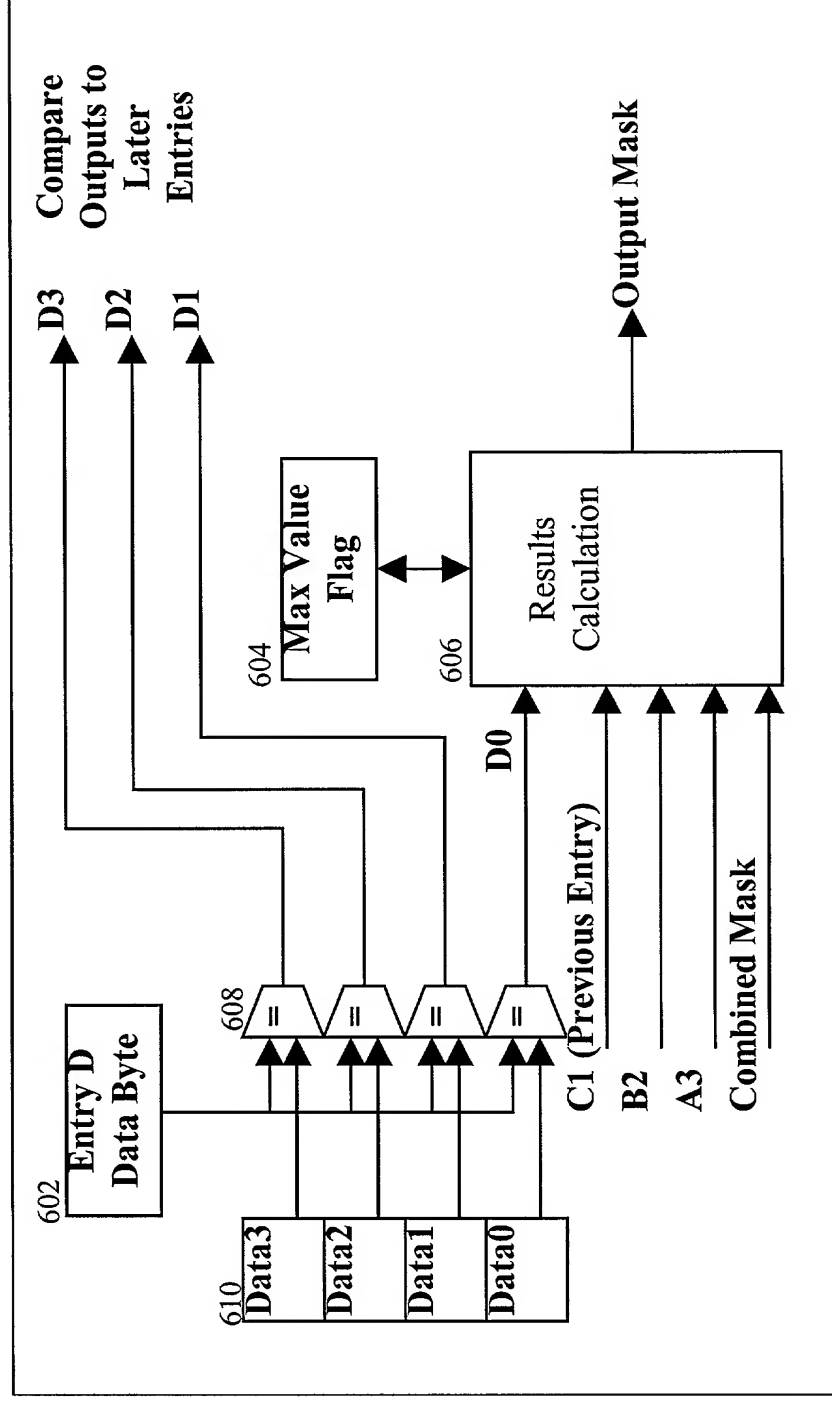 602
Entry D
Data Byte
610
Data3
Data2
Data1
Data0
608
=
=
=
=
D3
D2
D1
Compare
Outputs to
Later
Entries
604
Max Value
Flag
606
Results
Calculation
D0
C1 (Previous Entry)
B2
A3
Combined Mask
Output Mask